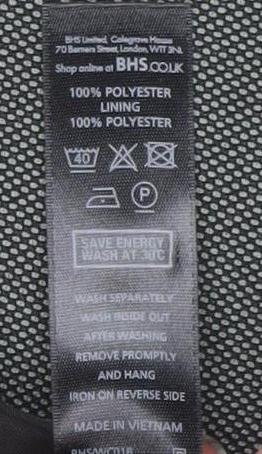 BHS Limited, Colegrave House
70 Berners Street, London, W1T 3NL
Shop online at BHS.CO.UK
100% POLYESTER
LINING
100% POLYESTER
40
P
SAVE ENERGY
WASH AT 30°C
WASH SEPARATELY
WASH INSIDE OUT
AFTER WASHING
REMOVE PROMPTLY
AND HANG
IRON ON REVERSE SIDE
MADE IN VIETNAM